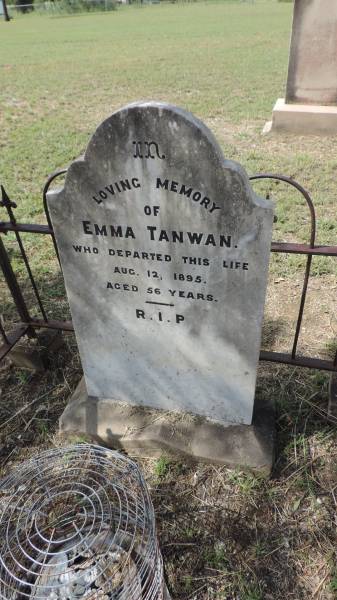 In
LOVING MEMORY
OF
EMMA TANWAN.
WHO DEPARTED THIS LIFE
AUG. 12, 1895.
AGED 56 YEARS.
R.I.P